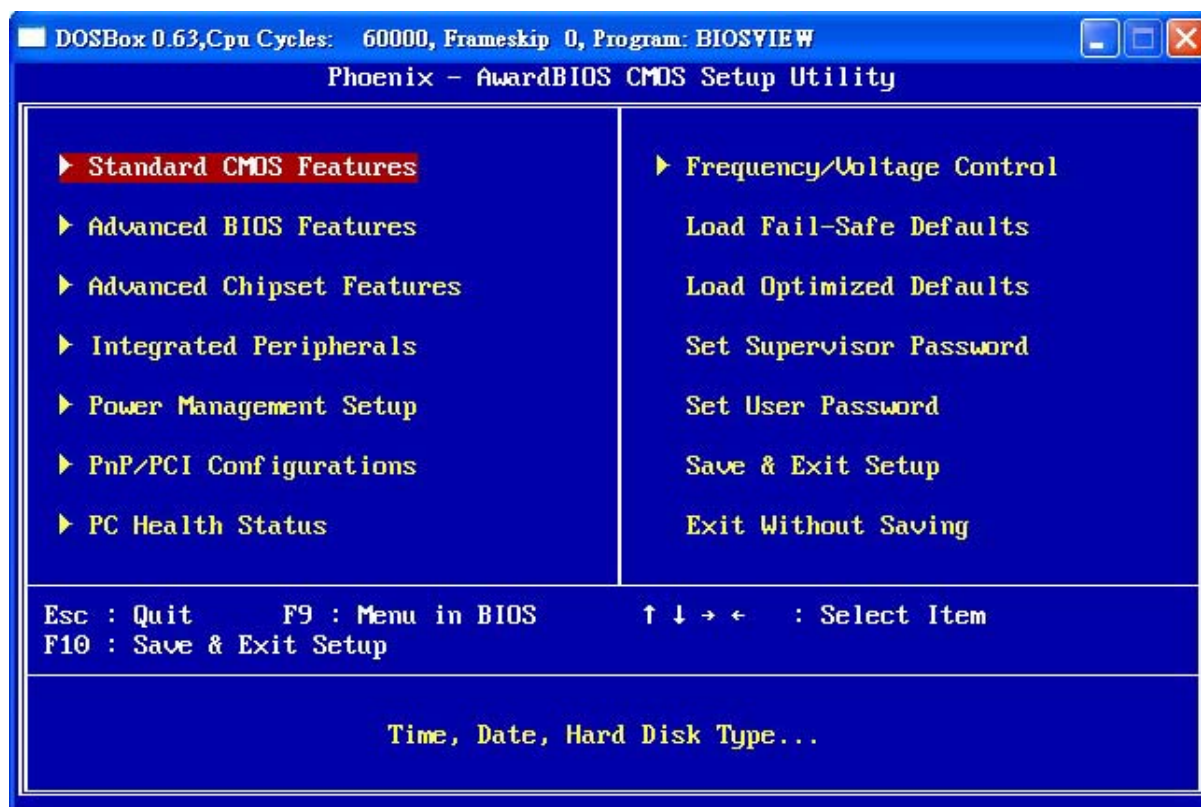 DOSBox 0.63,Cpu Cycles: 60000, Frameskip 0, Program: BIOSVIEW
Phoenix - AwardBIOS CMOS Setup Utility
Standard CMOS Features
Advanced BIOS Features
Advanced Chipset Features
Integrated Peripherals
Power Management Setup
PnP/PCI Configurations
PC Health Status
Frequency/Voltage Control
Load Fail-Safe Defaults
Load Optimized Defaults
Set Supervisor Password
Set User Password
Save & Exit Setup
Exit Without Saving
Esc : Quit F9 : Menu in BIOS ↑ ↓ → ← : Select Item
F10 : Save & Exit Setup
Time, Date, Hard Disk Type...